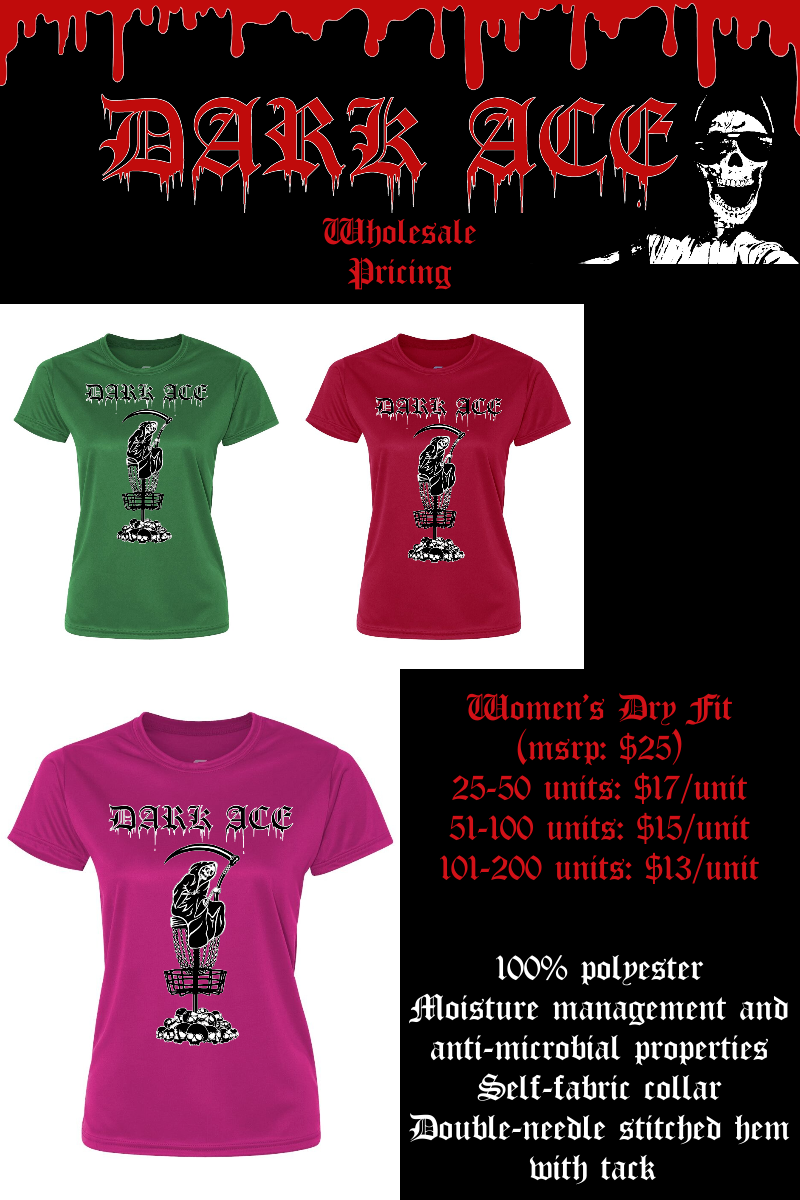 DARK ACE
Wholesale
Pricing
DARK ACE
DARK ACE
DARK ACE
Women's Dry Fit
(msrp: $25)
25-50 units: $17/unit
51-100 units: $15/unit
101-200 units: $13/unit
100% polyester
Moisture management and
anti-microbial properties
Self-fabric collar
Double-needle stitched hem
with tack